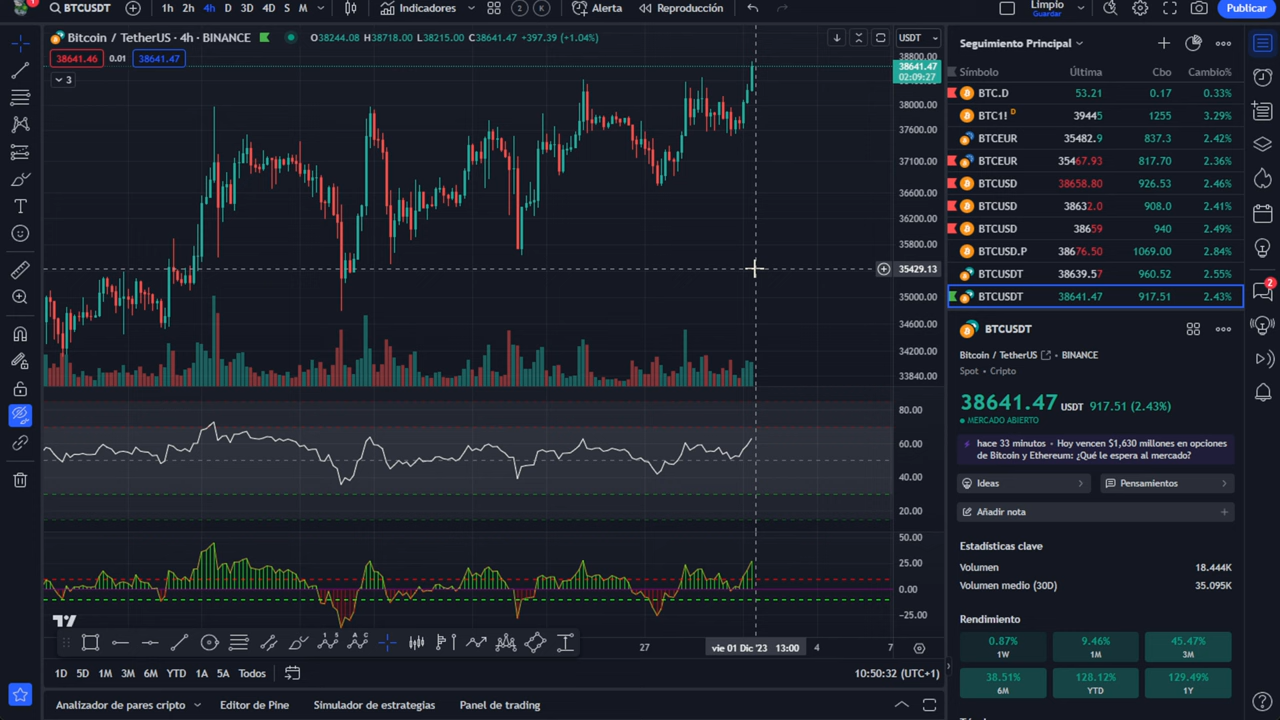 1
BTCUSDT
1h 2h 4h D 3D 4D S M
Indicadores
2 K
Alerta
Reproducción
Limpio
Guardar
Publicar
Bitcoin / TetherUS · 4h · BINANCE
O38244.08 H38718.00 L38215.00 C38641.47 +397.39 (+1.04%)
USDT
38641.46 0.01 38641.47
3
38800.00
38641.47
02:09:27
38000.00
37600.00
37100.00
36600.00
36200.00
35800.00
35429.13
35000.00
34600.00
34200.00
33840.00
80.00
60.00
40.00
20.00
50.00
25.00
0.00
−25.00
27
vie 01 Dic '23 13:00
4
7
1D 5D 1M 3M 6M YTD 1A 5A Todos
10:50:32 (UTC+1)
Analizador de pares cripto
Editor de Pine
Simulador de estrategias
Panel de trading
Seguimiento Principal
Símbolo Última Cbo Cambio%
BTC.D 53.21 0.17 0.33%
BTC1! D 39445 1255 3.29%
BTCEUR 35482.9 837.3 2.42%
BTCEUR 35467.93 817.70 2.36%
BTCUSD 38658.80 926.53 2.46%
BTCUSD 38632.0 908.0 2.41%
BTCUSD 38659 940 2.49%
BTCUSD.P 38676.50 1069.00 2.84%
BTCUSDT 38639.57 960.52 2.55%
BTCUSDT 38641.47 917.51 2.43%
2
BTCUSDT
Bitcoin / TetherUS · BINANCE
Spot • Cripto
38641.47 USDT 917.51 (2.43%)
MERCADO ABIERTO
hace 33 minutos • Hoy vencen $1,630 millones en opciones
de Bitcoin y Ethereum: ¿Qué le espera al mercado?
Ideas
Pensamientos
Añadir nota
Estadísticas clave
Volumen 18.444K
Volumen medio (30D) 35.095K
Rendimiento
0.87% 9.46% 45.47%
1W 1M 3M
38.51% 128.12% 129.49%
6M YTD 1Y